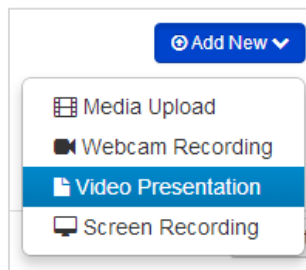 Add New
Media Upload
Webcam Recording
Video Presentation
Screen Recording